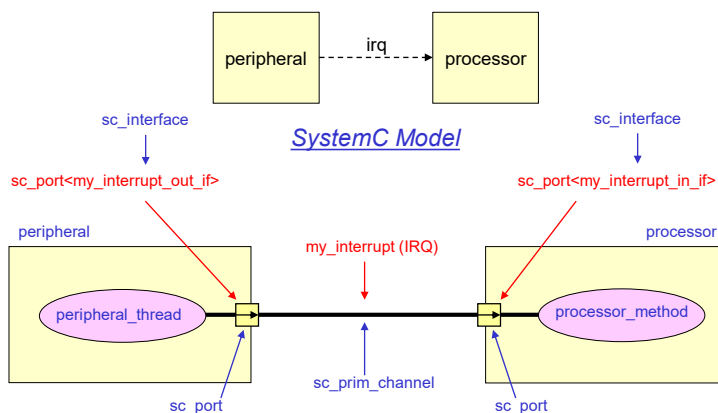 peripheral
irq
processor
sc_interface
sc_interface
SystemC Model
sc_port<my_interrupt_out_if>
sc_port<my_interrupt_in_if>
peripheral
processor
my_interrupt (IRQ)
peripheral_thread
processor_method
sc_prim_channel
sc_port
sc_port